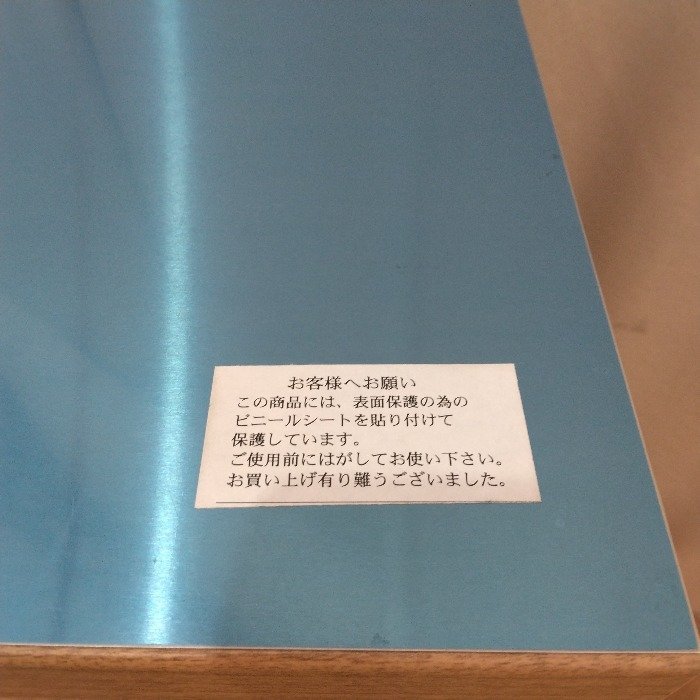 お客様へお願い
この商品には、表面保護の為の
ビニールシートを貼り付けて
保護しています。
ご使用前にはがしてお使い下さい。
お買い上げ有り難うございました。